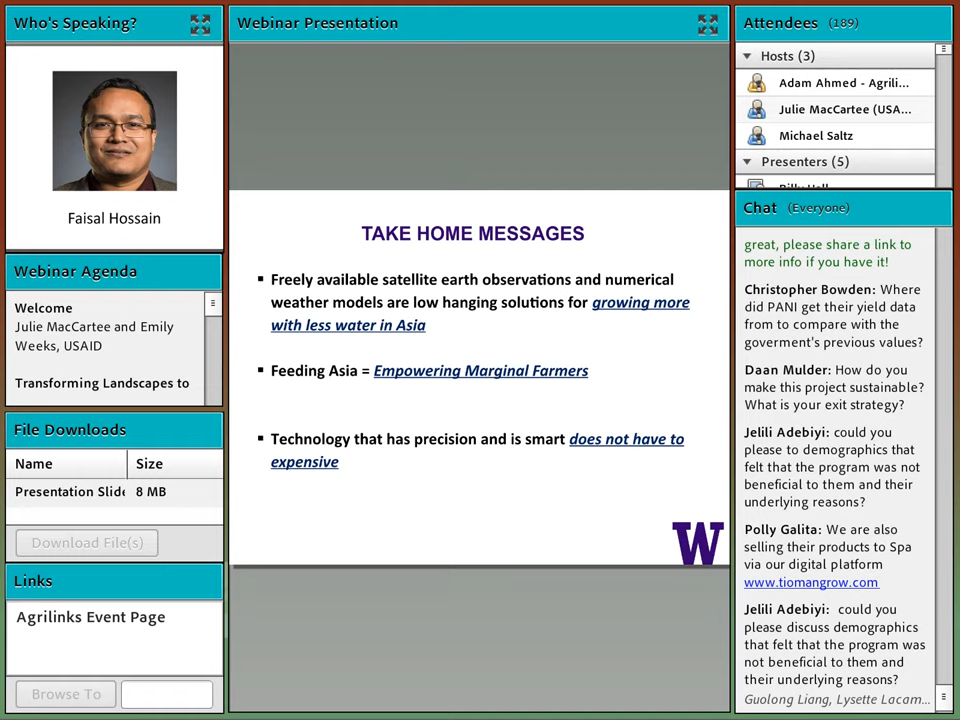 Who's Speaking?
Faisal Hossain
Webinar Agenda
Welcome
Julie MacCartee and Emily
Weeks, USAID
Transforming Landscapes to
File Downloads
Name Size
Presentation Slide 8 MB
Download File(s)
Links
Agrilinks Event Page
Browse To
Webinar Presentation
TAKE HOME MESSAGES
▪ Freely available satellite earth observations and numerical
weather models are low hanging solutions for growing more
with less water in Asia
▪ Feeding Asia = Empowering Marginal Farmers
▪ Technology that has precision and is smart does not have to
expensive
W
Attendees (189)
Hosts (3)
Adam Ahmed - Agrili...
Julie MacCartee (USA...
Michael Saltz
Presenters (5)
Chat (Everyone)
great, please share a link to
more info if you have it!
Christopher Bowden: Where
did PANI get their yield data
from to compare with the
goverment's previous values?
Daan Mulder: How do you
make this project sustainable?
What is your exit strategy?
Jelili Adebiyi: could you
please to demographics that
felt that the program was not
beneficial to them and their
underlying reasons?
Polly Galita: We are also
selling their products to Spa
via our digital platform
www.tiomangrow.com
Jelili Adebiyi: could you
please discuss demographics
that felt that the program was
not beneficial to them and
their underlying reasons?
Guolong Liang, Lysette Lacam...